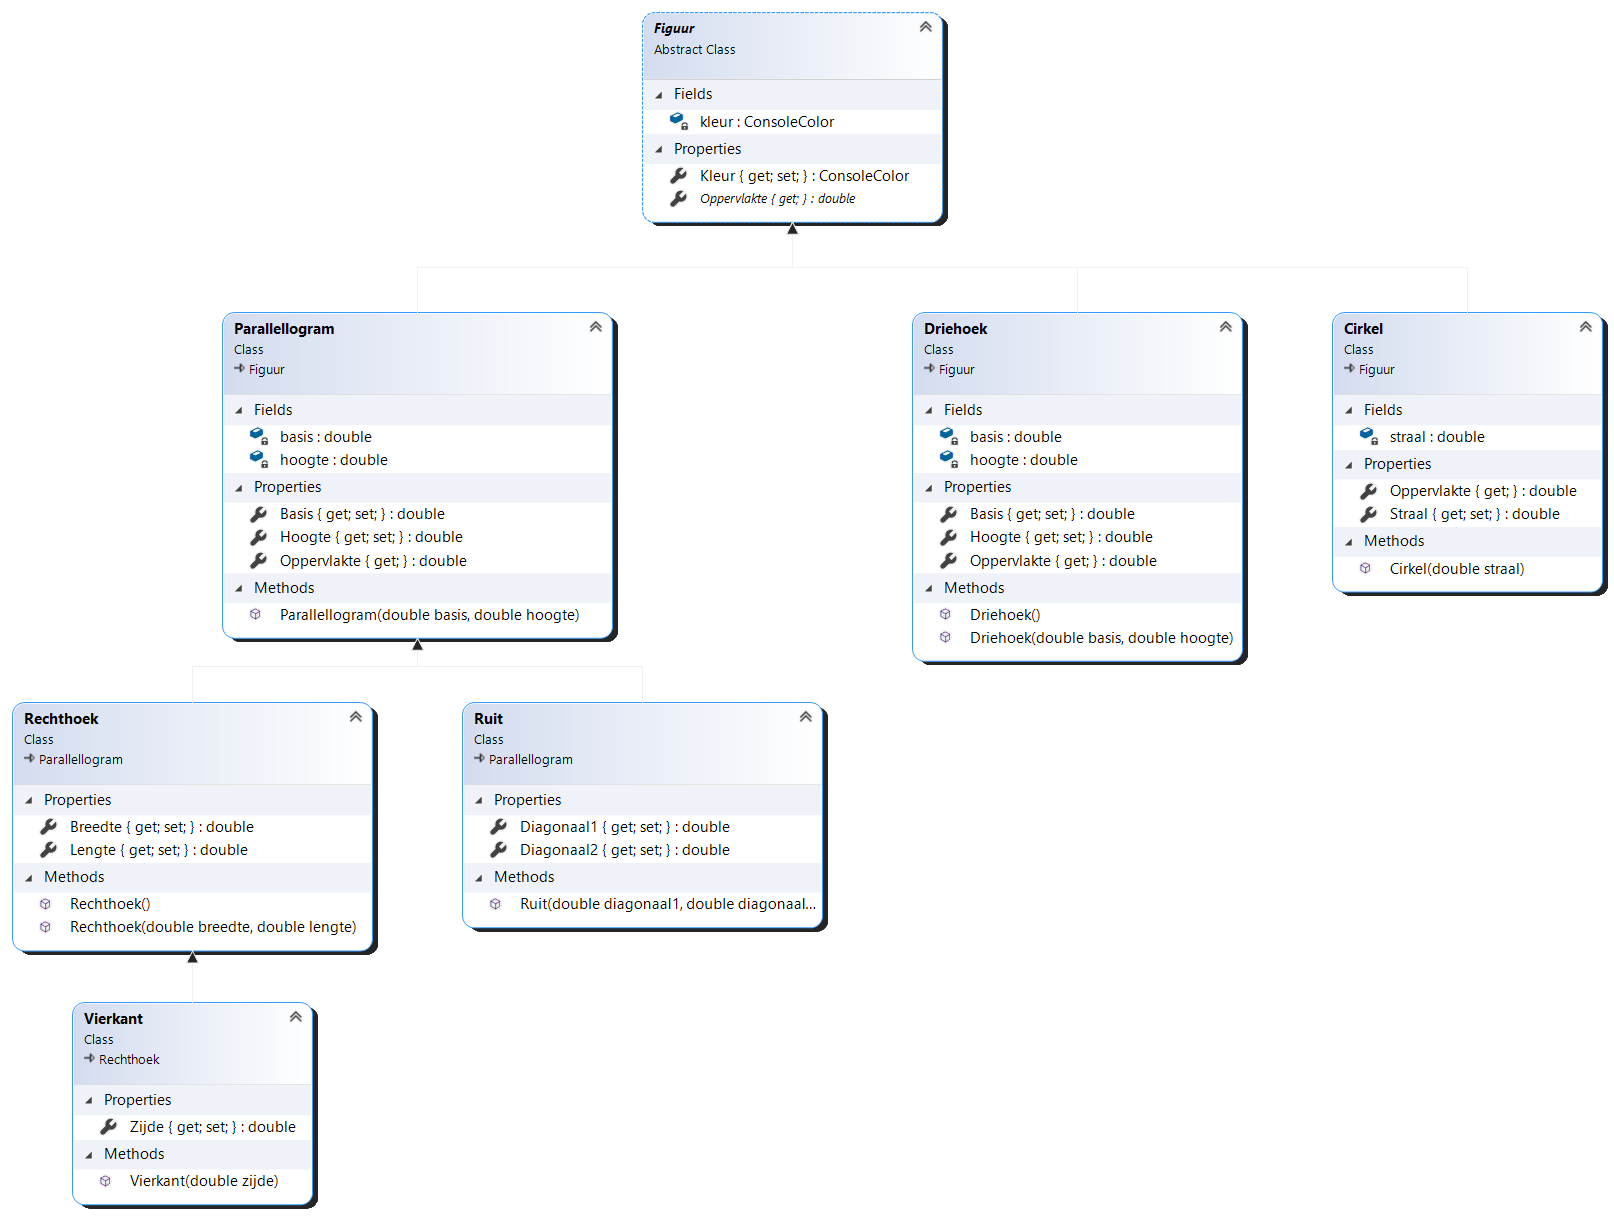 Figuur
Abstract Class
Fields
kleur : ConsoleColor
Properties
Kleur { get; set; } : ConsoleColor
Oppervlakte { get; } : double
Parallellogram
Class
Figuur
Fields
basis : double
hoogte : double
Properties
Basis { get; set; } : double
Hoogte { get; set; } : double
Oppervlakte { get; } : double
Methods
Parallellogram(double basis, double hoogte)
Driehoek
Class
Figuur
Fields
basis : double
hoogte : double
Properties
Basis { get; set; } : double
Hoogte { get; set; } : double
Oppervlakte { get; } : double
Methods
Driehoek()
Driehoek(double basis, double hoogte)
Cirkel
Class
Figuur
Fields
straal : double
Properties
Oppervlakte { get; } : double
Straal { get; set; } : double
Methods
Cirkel(double straal)
Rechthoek
Class
Parallellogram
Properties
Breedte { get; set; } : double
Lengte { get; set; } : double
Methods
Rechthoek()
Rechthoek(double breedte, double lengte)
Ruit
Class
Parallellogram
Properties
Diagonaal1 { get; set; } : double
Diagonaal2 { get; set; } : double
Methods
Ruit(double diagonaal1, double diagonaal...
Vierkant
Class
Rechthoek
Properties
Zijde { get; set; } : double
Methods
Vierkant(double zijde)